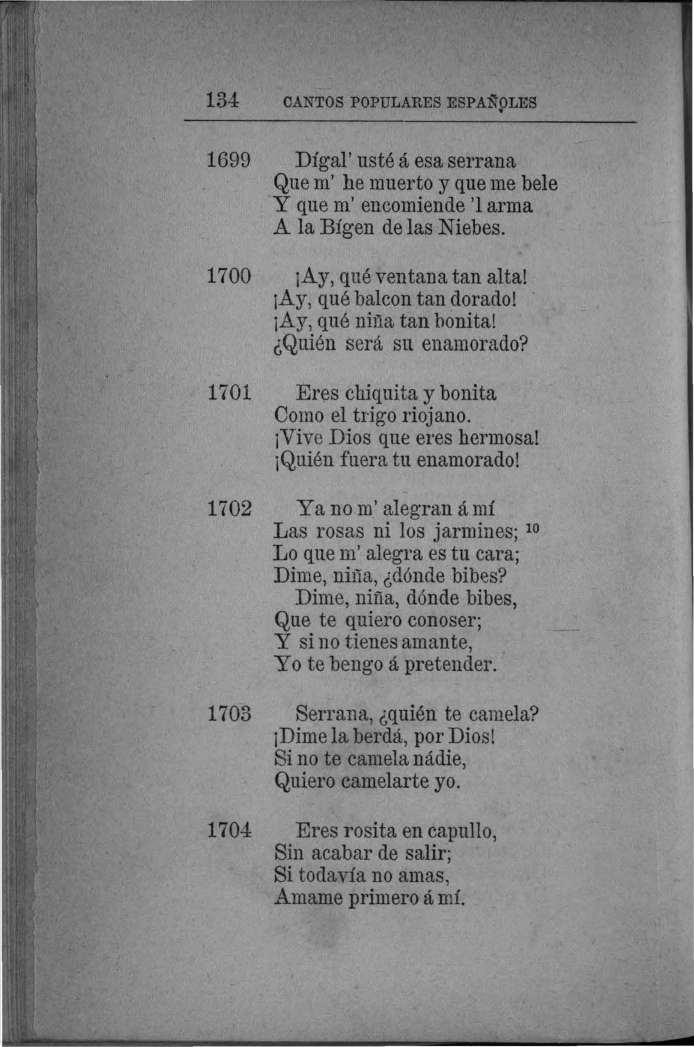 134 CANTOS POPULARES ESPAÑOLES
1699 Dígal' usté á esa serrana
Que m' he muerto y que me bele
Y que m' encomiende 'l arma
A la Bígen de las Niebes.
1700 ¡Ay, qué ventana tan alta!
¡Ay, qué balcon tan dorado!
¡Ay, qué niña tan bonita!
¿Quién será su enamorado?
1701 Eres chiquita y bonita
Como el trigo riojano.
¡Vive Dios que eres hermosa!
¡Quién fuera tu enamorado!
1702 Ya no m' alegran á mí
Las rosas ni los jarmines; ¹⁰
Lo que m' alegra es tu cara;
Dime, niña, ¿dónde bibes?
Dime, niña, dónde bibes,
Que te quiero conoser;
Y si no tienes amante,
Yo te bengo á pretender.
1703 Serrana, ¿quién te camela?
¡Dime la berdá, por Dios!
Si no te camela nádie,
Quiero camelarte yo.
1704 Eres rosita en capullo,
Sin acabar de salir;
Si todavía no amas,
Amame primero á mí.